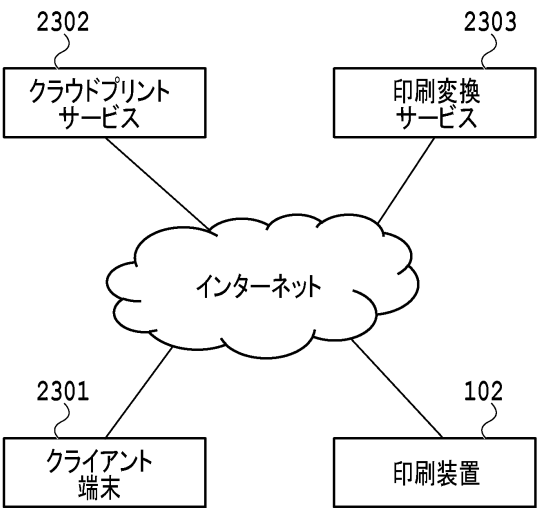 2302
クラウドプリント
サービス
2303
印刷変換
サービス
インターネット
2301
クライアント
端末
102
印刷装置